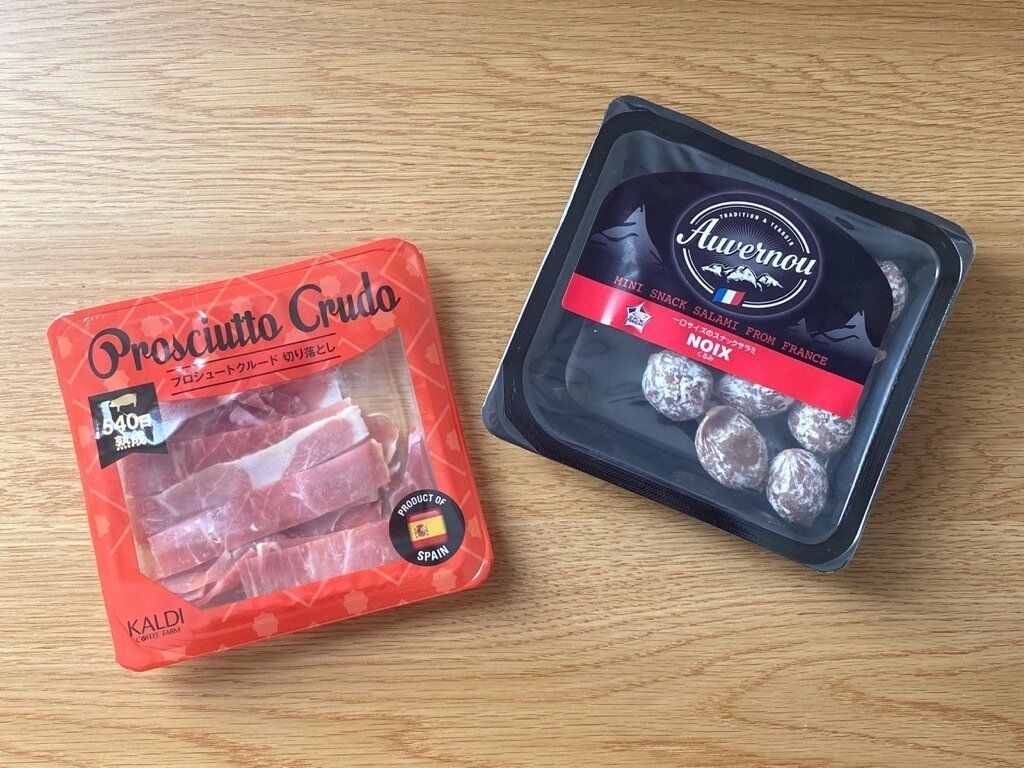 Prosciutto Crudo
プロシュートクルード 切り落とし
540日
熟成
PRODUCT OF
SPAIN
KALDI
COFFEE FARM
TRADITION & TERROIR
Auvernou
MINI SNACK SALAMI FROM FRANCE
一口サイズのスナックサラミ
NOIX
くるみ